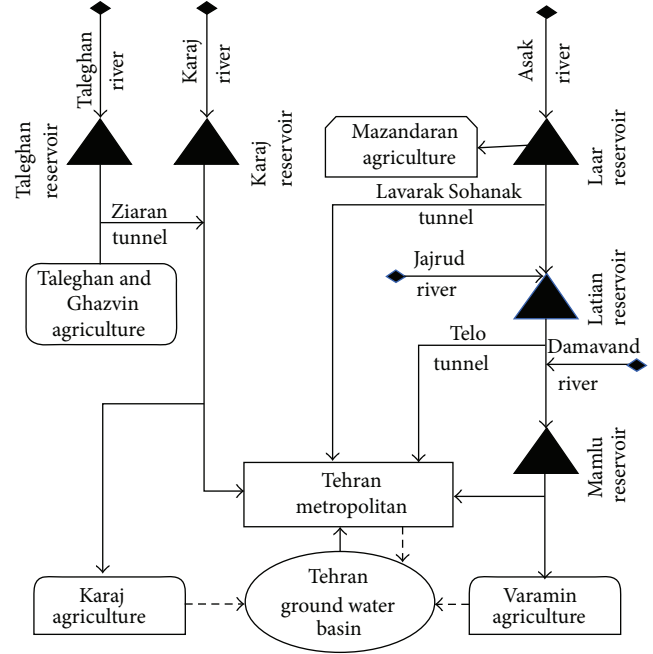 Taleghan
river
Karaj
river
Asak
river
Taleghan
reservoir
Karaj
reservoir
Mazandaran
agriculture
Laar
reservoir
Lavarak Sohanak
tunnel
Ziaran
tunnel
Jajrud
river
Latian
reservoir
Taleghan and
Ghazvin
agriculture
Telo
tunnel
Damavand
river
Mamlu
reservoir
Tehran
metropolitan
Karaj
agriculture
Tehran
ground water
basin
Varamin
agriculture